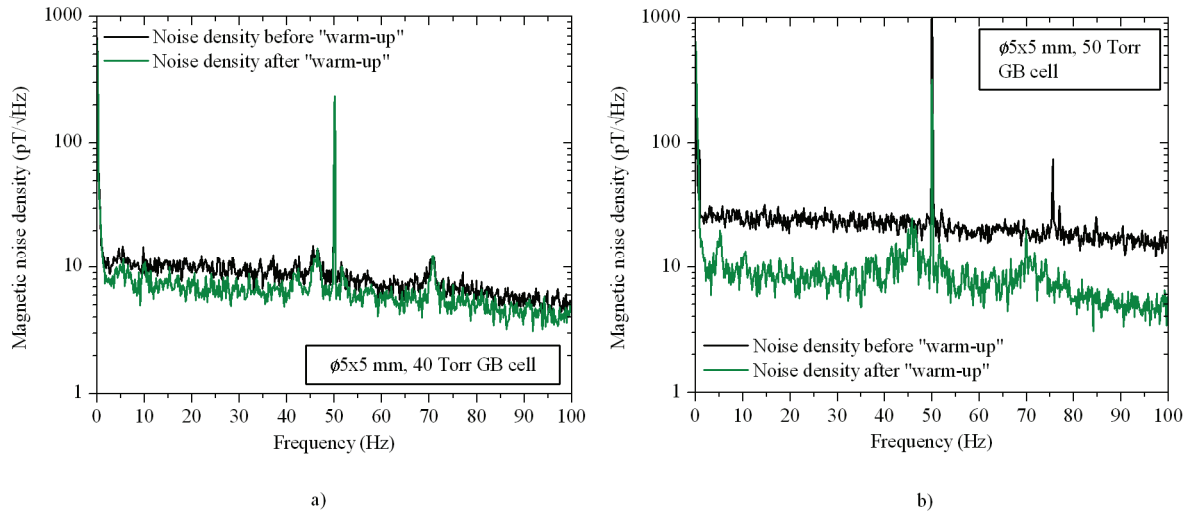 Magnetic noise density (pT/√Hz)
1000
100
10
1
Noise density before "warm-up"
Noise density after "warm-up"
ϕ5x5 mm, 40 Torr GB cell
0 10 20 30 40 50 60 70 80 90 100
Frequency (Hz)
a)
Magnetic noise density (pT/√Hz)
1000
100
10
1
ϕ5x5 mm, 50 Torr
GB cell
Noise density before "warm-up"
Noise density after "warm-up"
0 10 20 30 40 50 60 70 80 90 100
Frequency (Hz)
b)